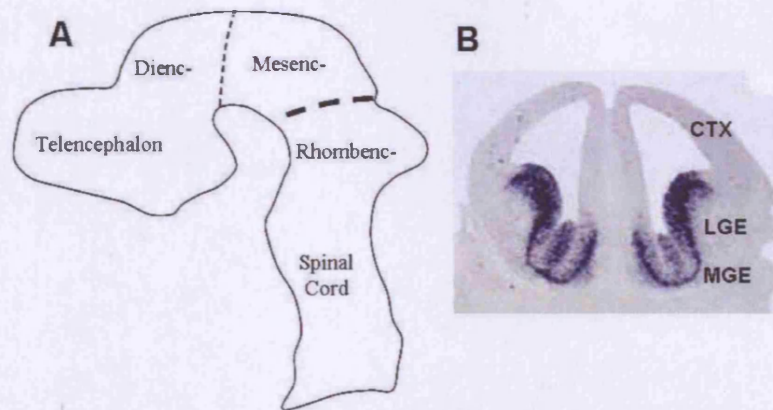 A
Dienc-
Mesenc-
Telencephalon
Rhombenc-
Spinal
Cord
B
CTX
LGE
MGE